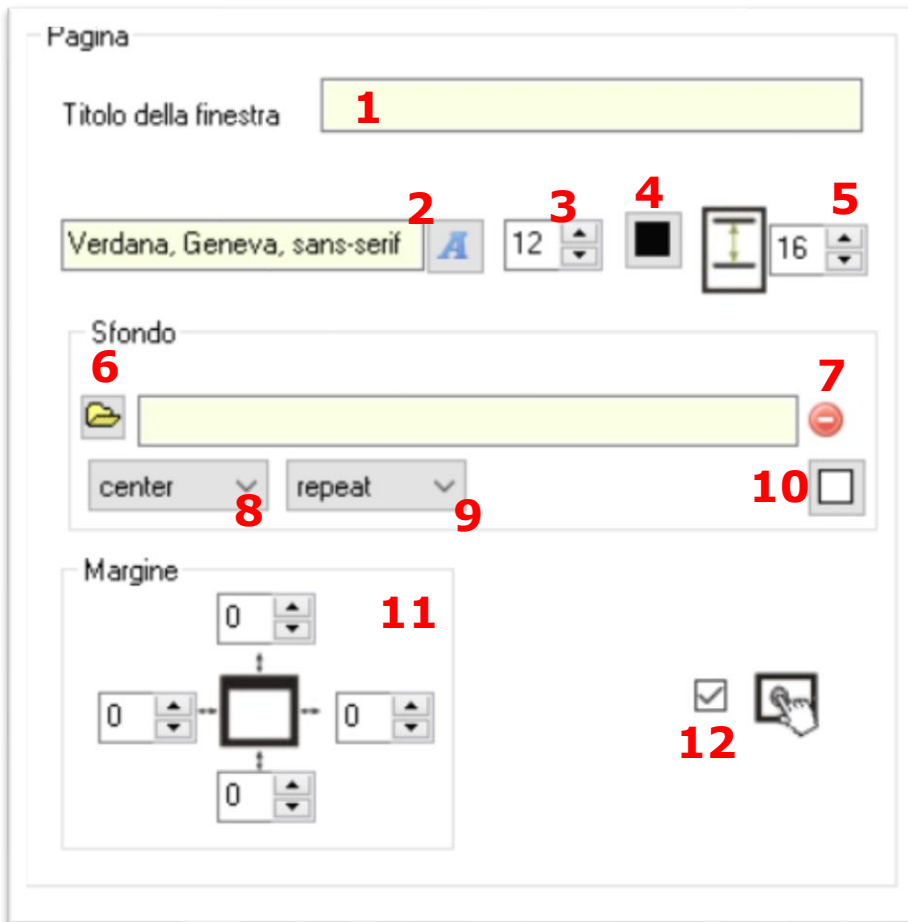 Pagina
Titolo della finestra 1
2 3 4 5
Verdana, Geneva, sans-serif A 12 16
Sfondo
6 7
center 8 repeat 9 10
Margine
0 11
0 0
12
0